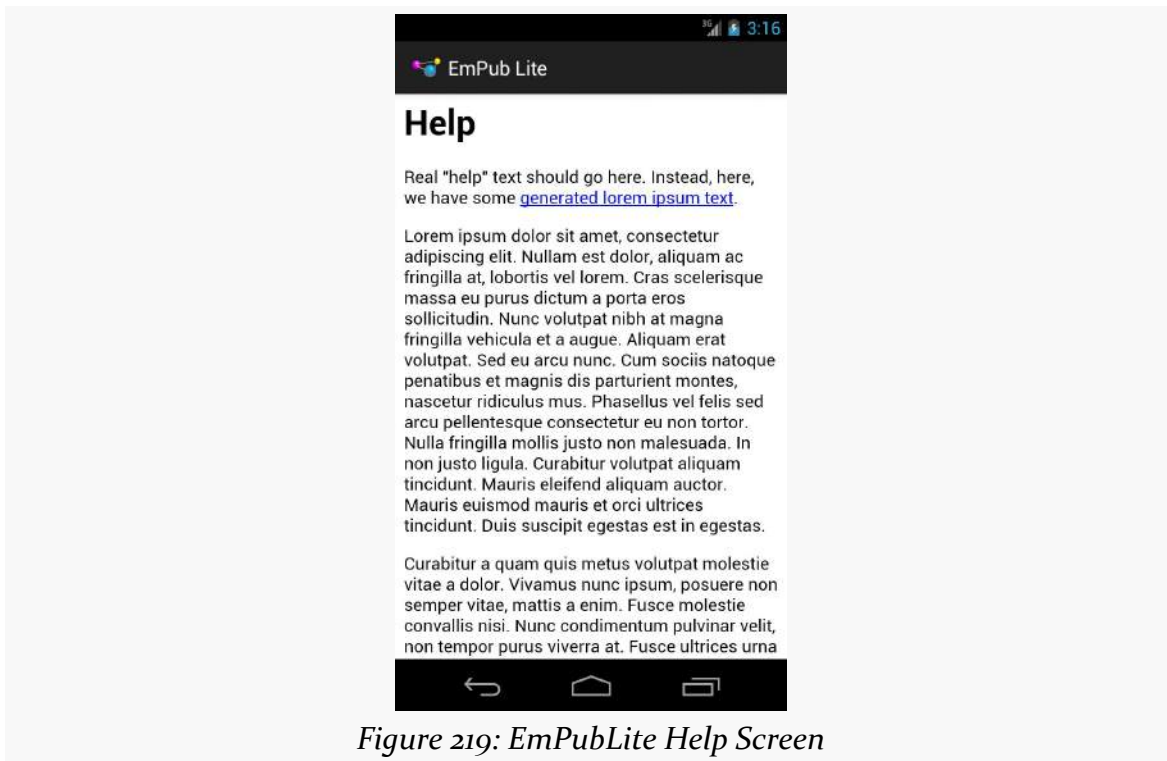 3G 3:16
EmPub Lite
Help
Real "help" text should go here. Instead, here,
we have some generated lorem ipsum text.
Lorem ipsum dolor sit amet, consectetur
adipiscing elit. Nullam est dolor, aliquam ac
fringilla at, lobortis vel lorem. Cras scelerisque
massa eu purus dictum a porta eros
sollicitudin. Nunc volutpat nibh at magna
fringilla vehicula et a augue. Aliquam erat
volutpat. Sed eu arcu nunc. Cum sociis natoque
penatibus et magnis dis parturient montes,
nascetur ridiculus mus. Phasellus vel felis sed
arcu pellentesque consectetur eu non tortor.
Nulla fringilla mollis justo non malesuada. In
non justo ligula. Curabitur volutpat aliquam
tincidunt. Mauris eleifend aliquam auctor.
Mauris euismod mauris et orci ultrices
tincidunt. Duis suscipit egestas est in egestas.
Curabitur a quam quis metus volutpat molestie
vitae a dolor. Vivamus nunc ipsum, posuere non
semper vitae, mattis a enim. Fusce molestie
convallis nisi. Nunc condimentum pulvinar velit,
non tempor purus viverra at. Fusce ultrices urna
Figure 219: EmPubLite Help Screen